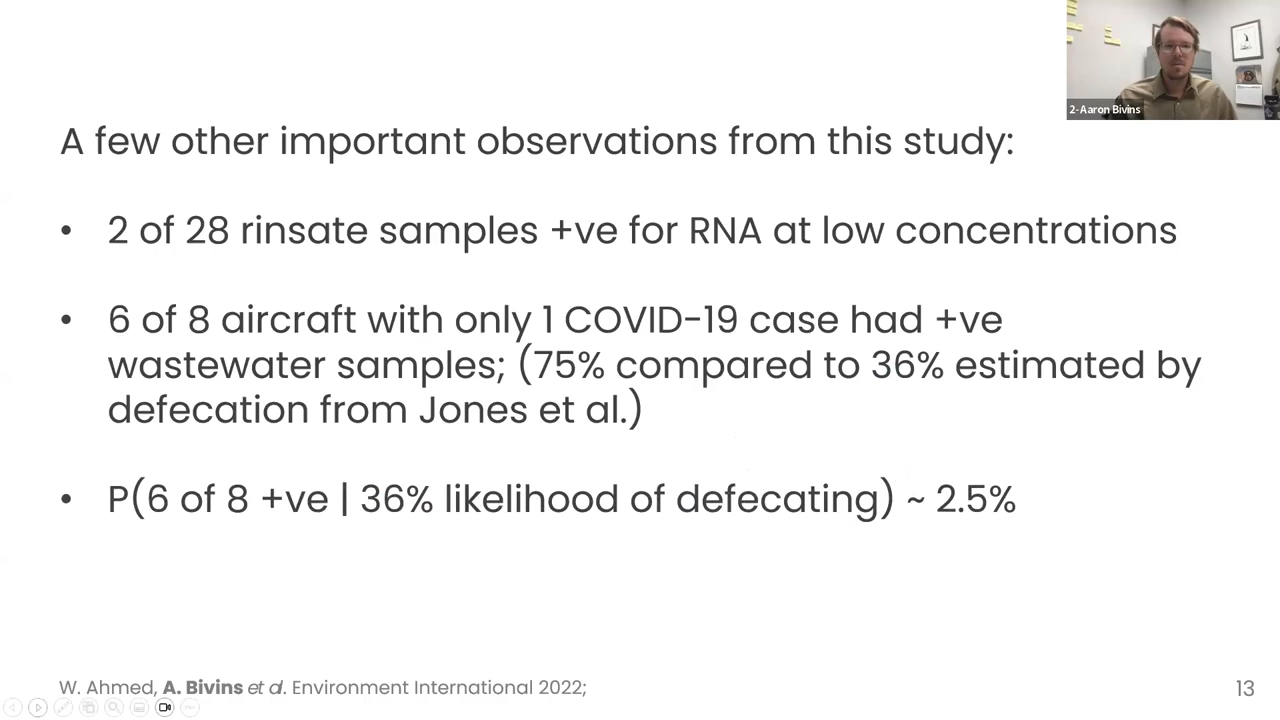 2-Aaron Bivins
A few other important observations from this study:
• 2 of 28 rinsate samples +ve for RNA at low concentrations
• 6 of 8 aircraft with only 1 COVID-19 case had +ve
wastewater samples; (75% compared to 36% estimated by
defecation from Jones et al.)
• P(6 of 8 +ve | 36% likelihood of defecating) ~ 2.5%
W. Ahmed, A. Bivins et al. Environment International 2022;
13